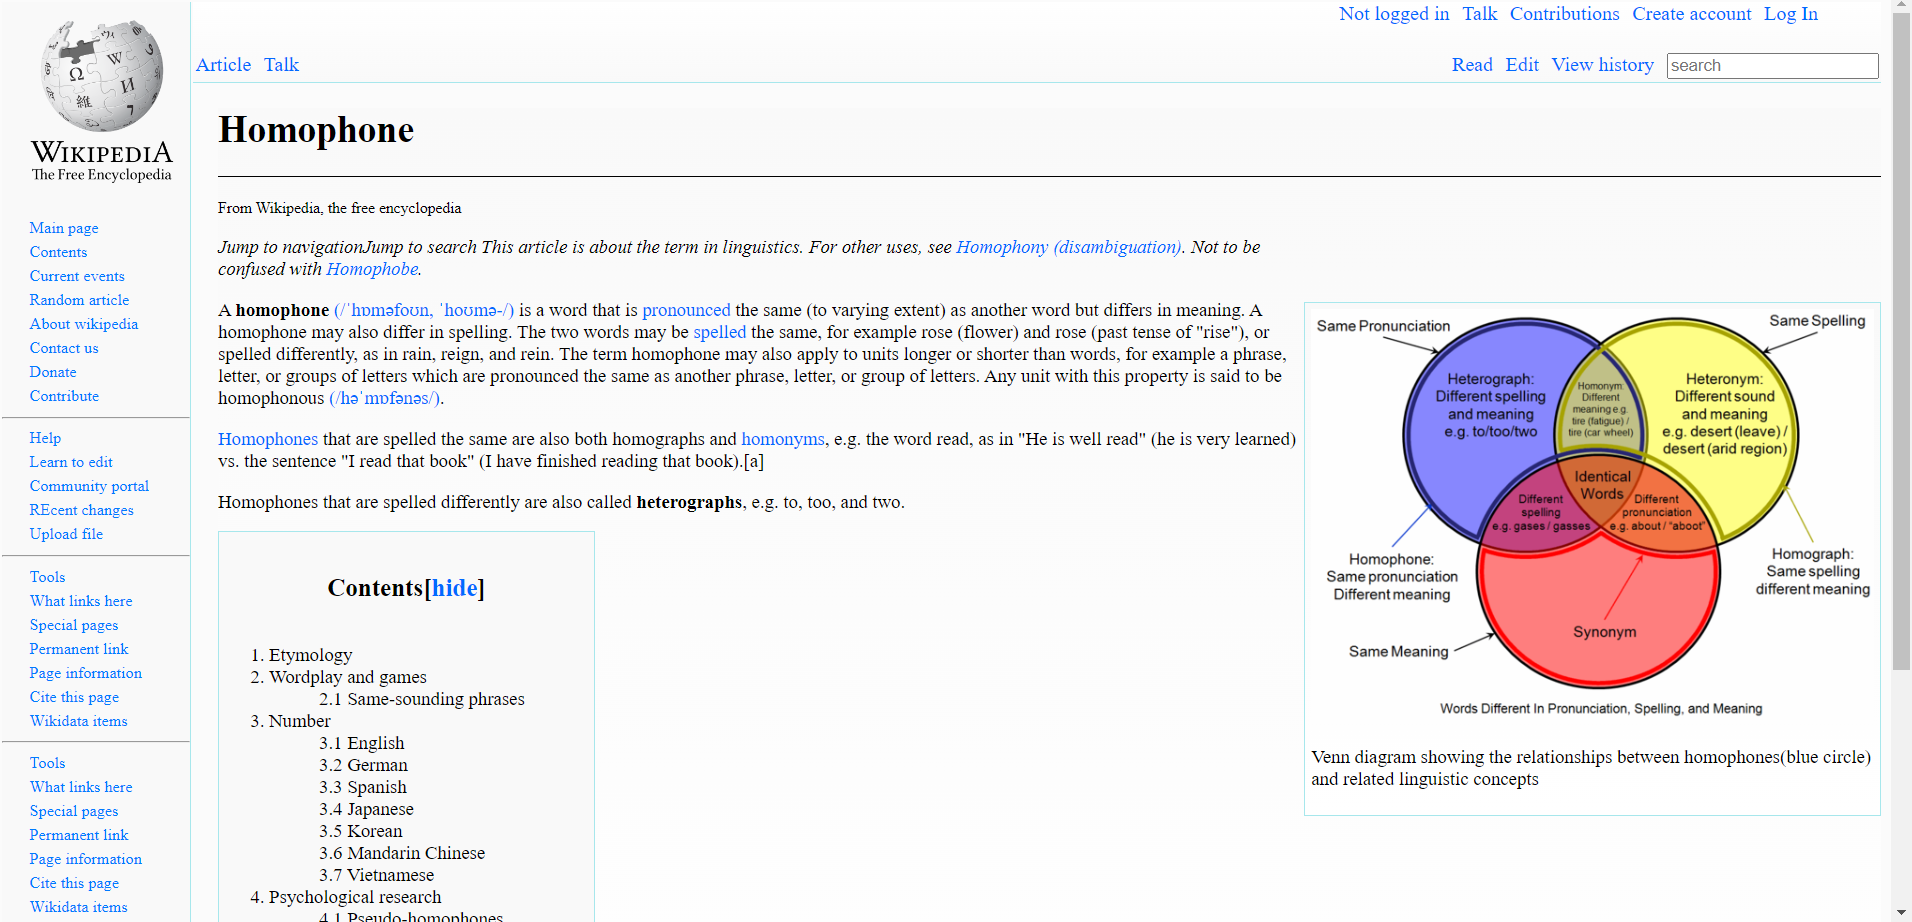 Not logged in Talk Contributions Create account Log In
WIKIPEDIA
The Free Encyclopedia
Article Talk
Read Edit View history search
Main page
Contents
Current events
Random article
About wikipedia
Contact us
Donate
Contribute
Help
Learn to edit
Community portal
REcent changes
Upload file
Tools
What links here
Special pages
Permanent link
Page information
Cite this page
Wikidata items
Tools
What links here
Special pages
Permanent link
Page information
Cite this page
Wikidata items
Homophone
From Wikipedia, the free encyclopedia
Jump to navigationJump to search This article is about the term in linguistics. For other uses, see Homophony (disambiguation). Not to be
confused with Homophobe.
A homophone (/ˈhɒməfoʊn, ˈhoʊmə-/) is a word that is pronounced the same (to varying extent) as another word but differs in meaning. A
homophone may also differ in spelling. The two words may be spelled the same, for example rose (flower) and rose (past tense of "rise"), or
spelled differently, as in rain, reign, and rein. The term homophone may also apply to units longer or shorter than words, for example a phrase,
letter, or groups of letters which are pronounced the same as another phrase, letter, or group of letters. Any unit with this property is said to be
homophonous (/həˈmɒfənəs/).
Homophones that are spelled the same are also both homographs and homonyms, e.g. the word read, as in "He is well read" (he is very learned)
vs. the sentence "I read that book" (I have finished reading that book).[a]
Homophones that are spelled differently are also called heterographs, e.g. to, too, and two.
Contents[hide]
1. Etymology
2. Wordplay and games
2.1 Same-sounding phrases
3. Number
3.1 English
3.2 German
3.3 Spanish
3.4 Japanese
3.5 Korean
3.6 Mandarin Chinese
3.7 Vietnamese
4. Psychological research
4.1 Pseudo-homophones
Same Pronunciation
Same Spelling
Heterograph:
Different spelling
and meaning
e.g. to/too/two
Homonym:
Different
meaning e.g.
tire (fatigue) /
tire (car wheel)
Heteronym:
Different sound
and meaning
e.g. desert (leave) /
desert (arid region)
Identical
Words
Different
spelling
e.g. gases / gasses
Different
pronunciation
e.g. about / "aboot"
Homophone:
Same pronunciation
Different meaning
Homograph:
Same spelling
different meaning
Synonym
Same Meaning
Words Different In Pronunciation, Spelling, and Meaning
Venn diagram showing the relationships between homophones(blue circle)
and related linguistic concepts